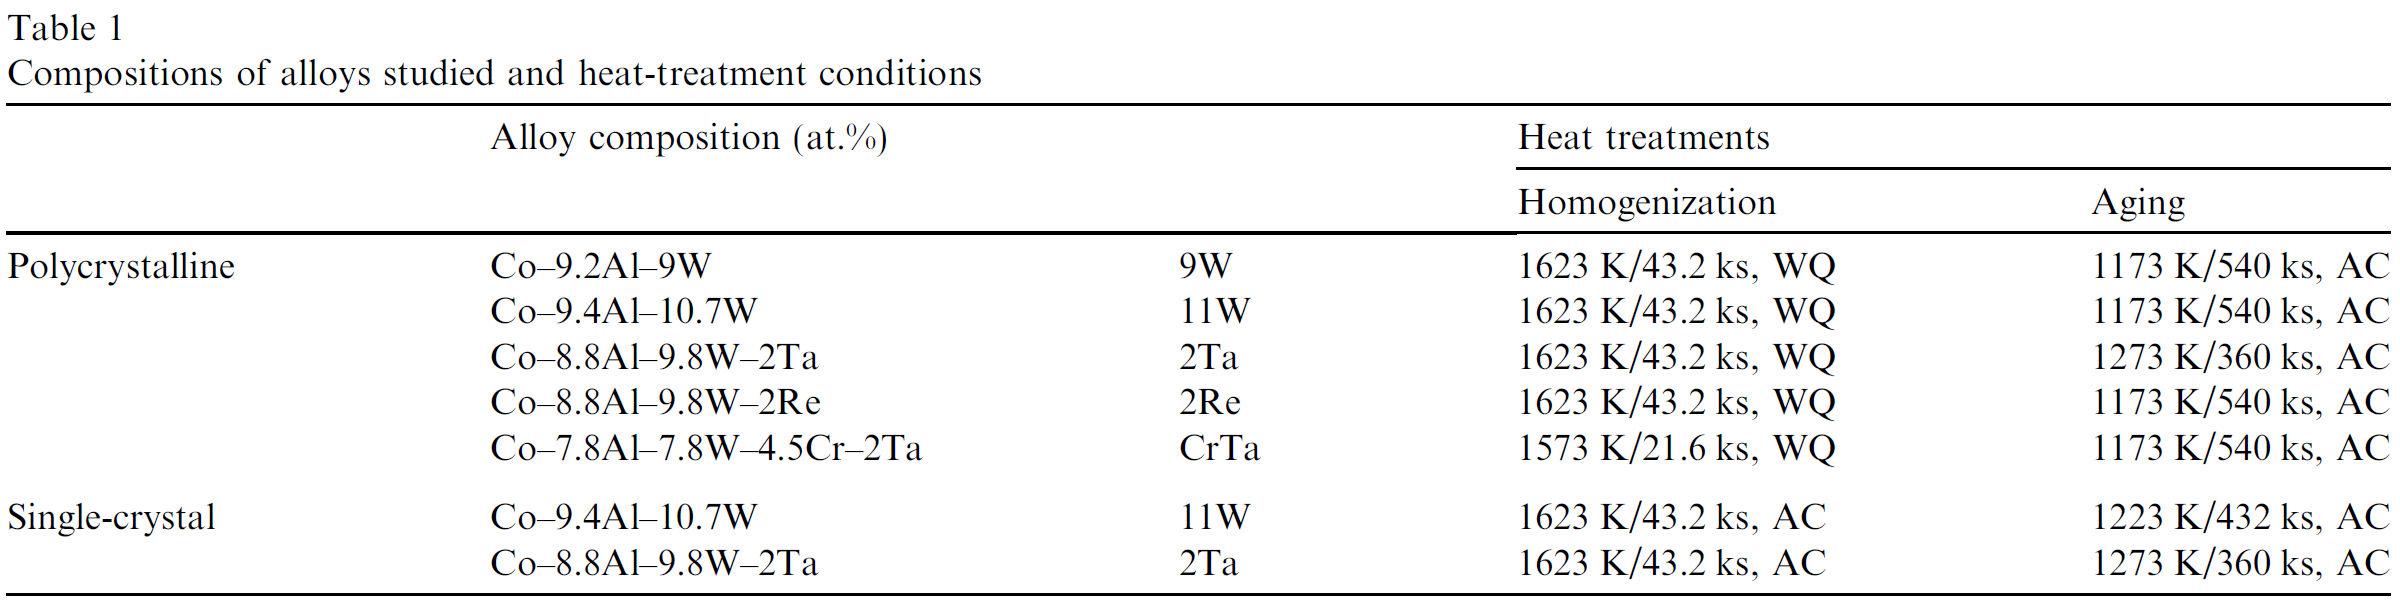 Table 1
Compositions of alloys studied and heat-treatment conditions
Alloy composition (at.%) Heat treatments
Homogenization Aging
Polycrystalline Co–9.2Al–9W 9W 1623 K/43.2 ks, WQ 1173 K/540 ks, AC
Co–9.4Al–10.7W 11W 1623 K/43.2 ks, WQ 1173 K/540 ks, AC
Co–8.8Al–9.8W–2Ta 2Ta 1623 K/43.2 ks, WQ 1273 K/360 ks, AC
Co–8.8Al–9.8W–2Re 2Re 1623 K/43.2 ks, WQ 1173 K/540 ks, AC
Co–7.8Al–7.8W–4.5Cr–2Ta CrTa 1573 K/21.6 ks, WQ 1173 K/540 ks, AC
Single-crystal Co–9.4Al–10.7W 11W 1623 K/43.2 ks, AC 1223 K/432 ks, AC
Co–8.8Al–9.8W–2Ta 2Ta 1623 K/43.2 ks, AC 1273 K/360 ks, AC